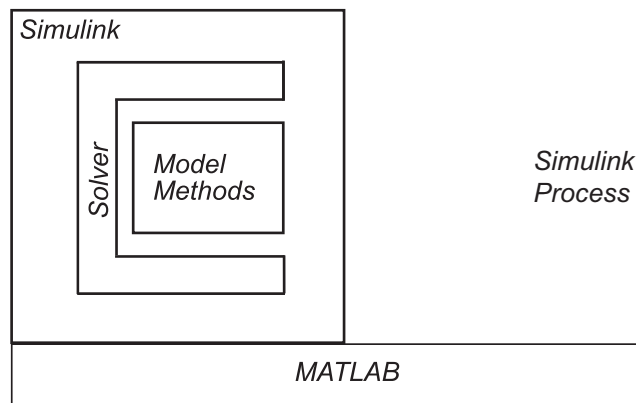 Simulink
Solver
Model
Methods
Simulink
Process
MATLAB